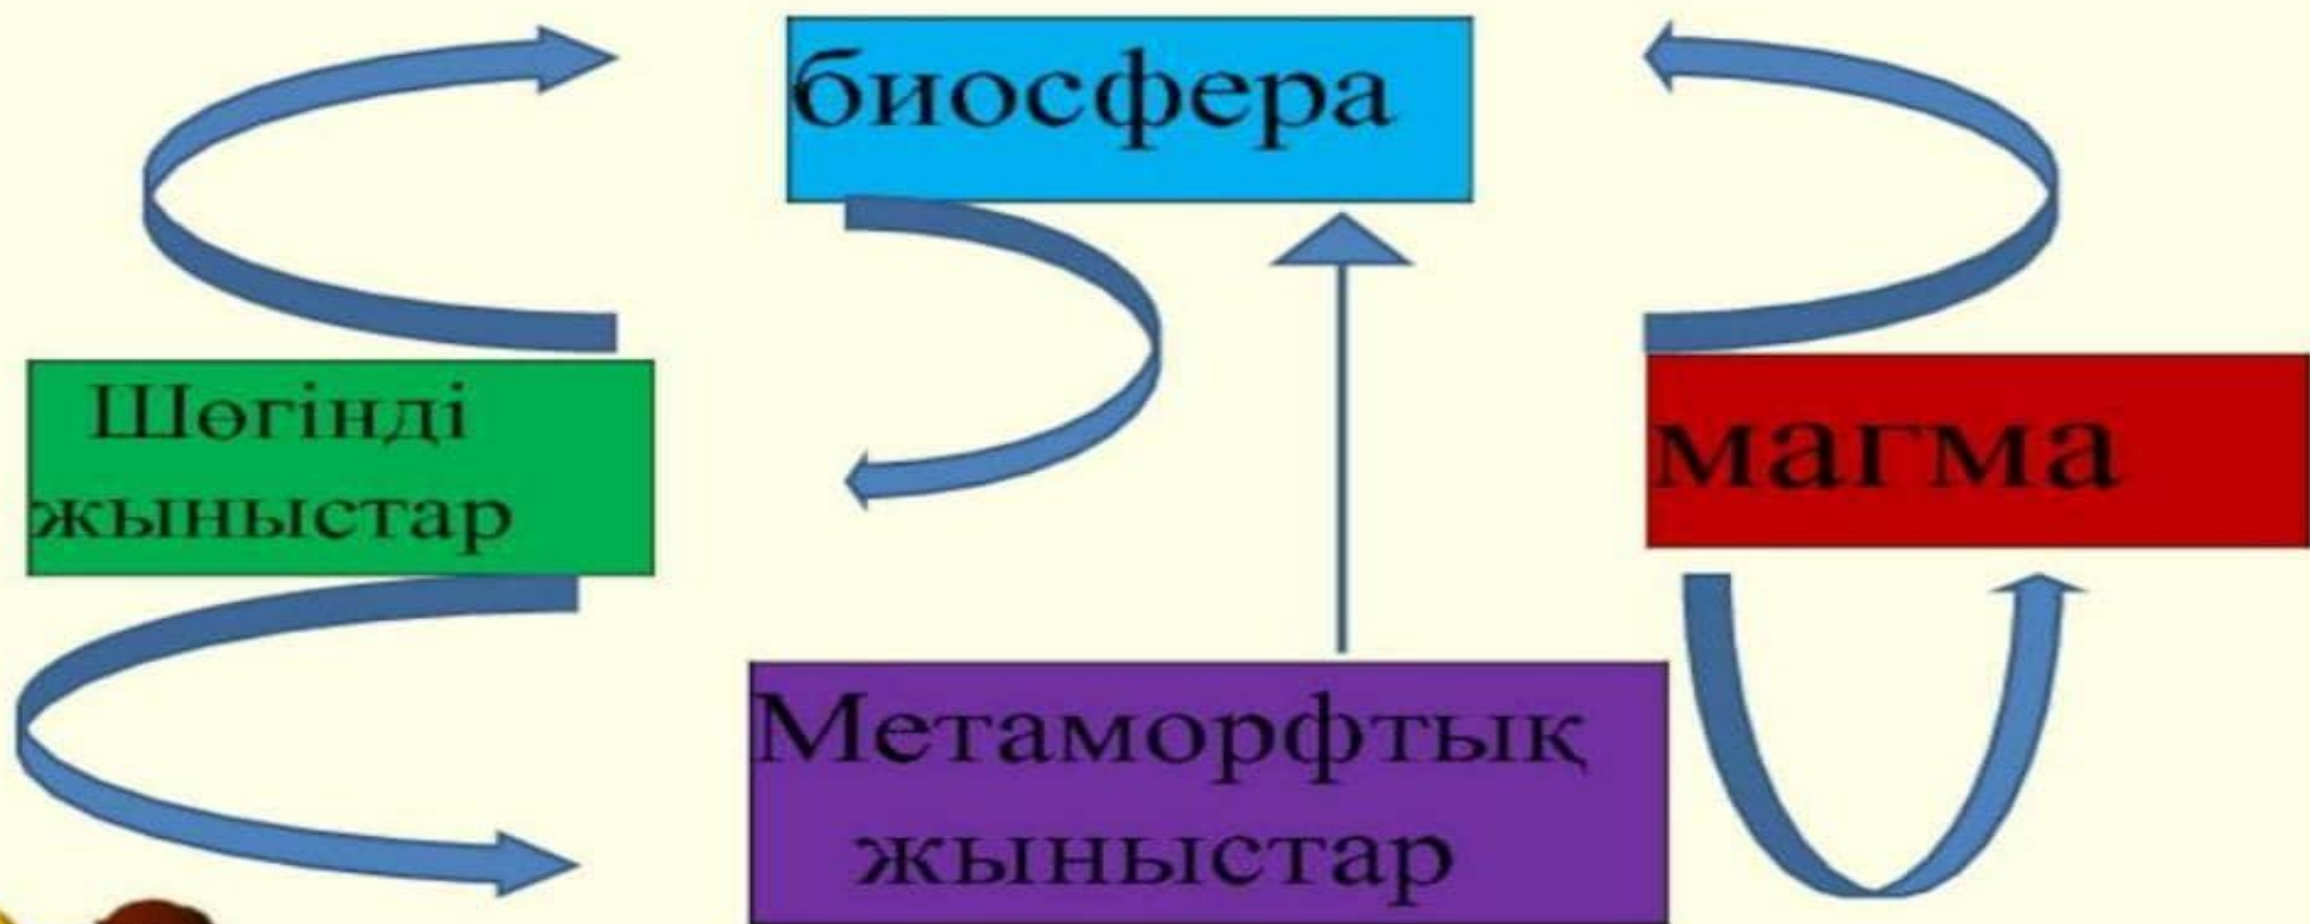 биосфера
Шөгінді
жыныстар
магма
Метаморфтық
жыныстар